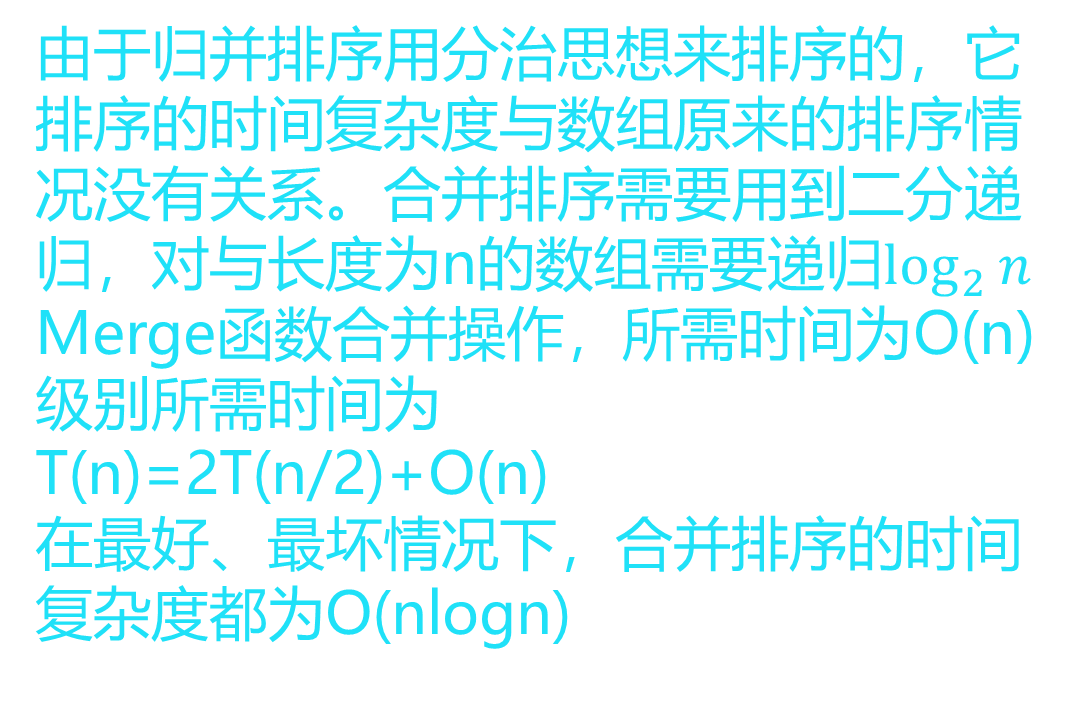 由于归并排序用分治思想来排序的，它
排序的时间复杂度与数组原来的排序情
况没有关系。合并排序需要用到二分递
归，对与长度为n的数组需要递归log₂ n
Merge函数合并操作，所需时间为O(n)
级别所需时间为
T(n)=2T(n/2)+O(n)
在最好、最坏情况下，合并排序的时间
复杂度都为O(nlogn)